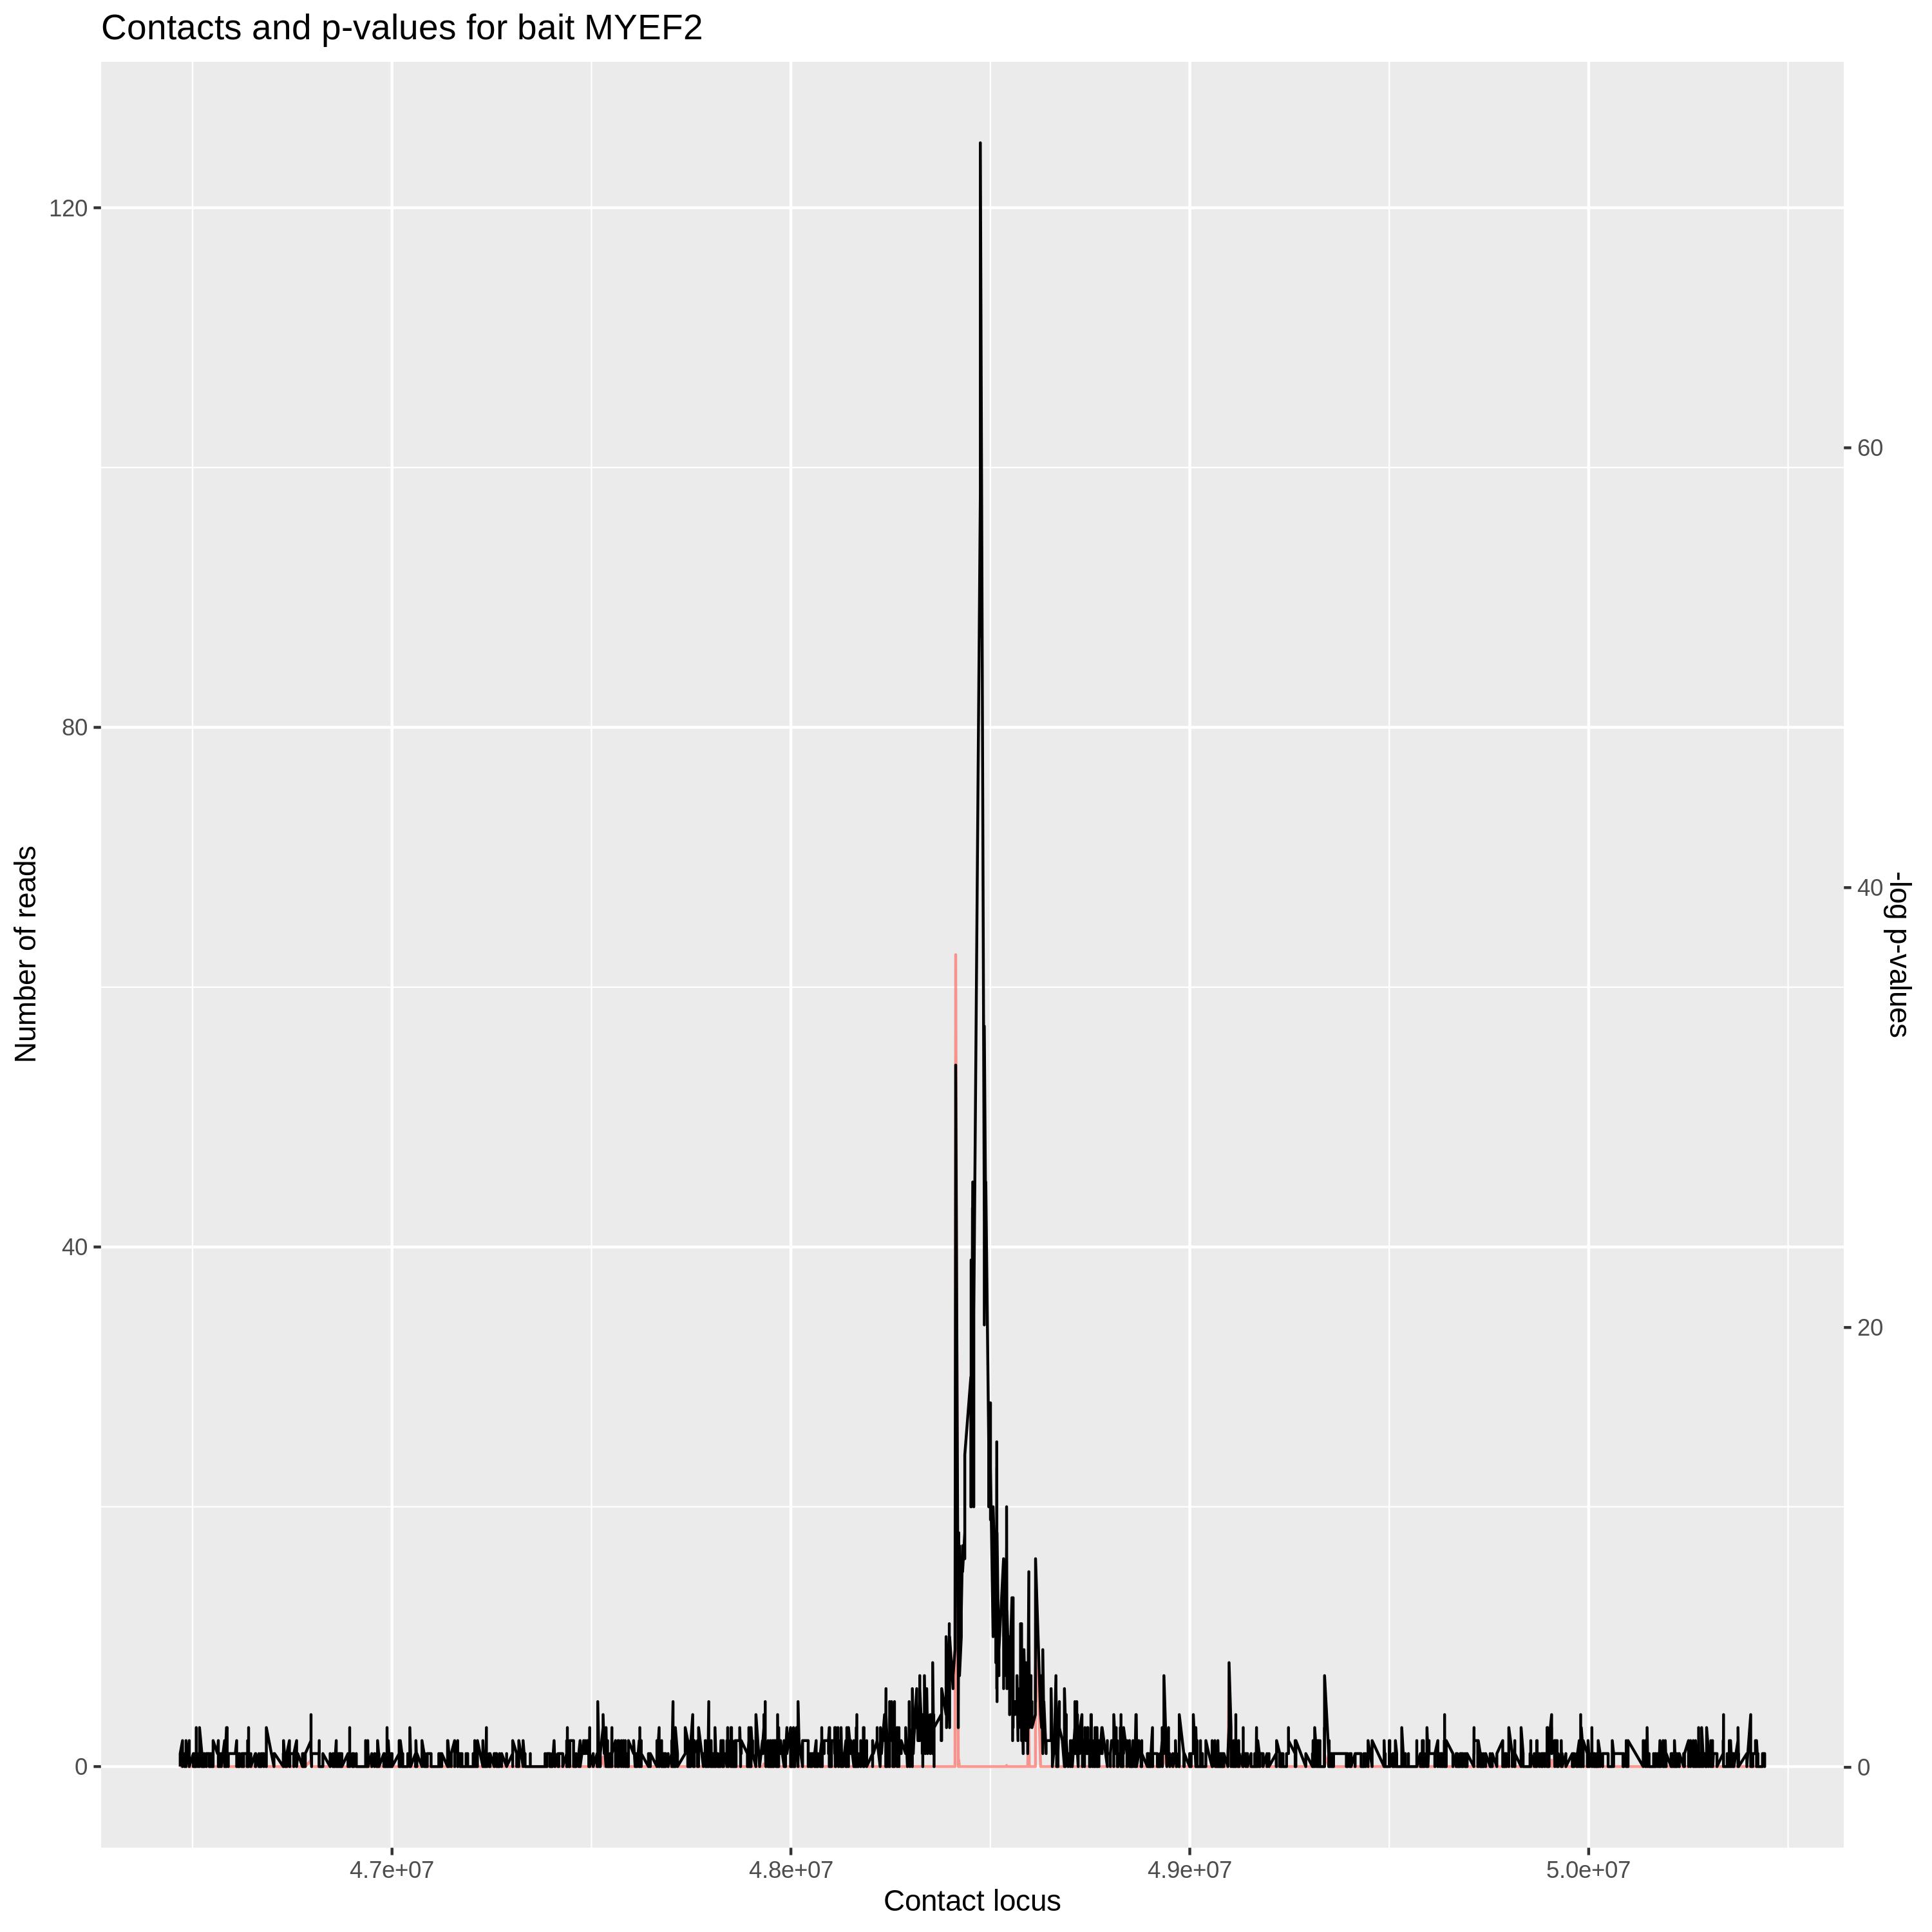 Contacts and p-values for bait MYEF2
120
80
40
0
60
40
20
0
Number of reads
-log p-values
4.7e+07 4.8e+07 4.9e+07 5.0e+07
Contact locus